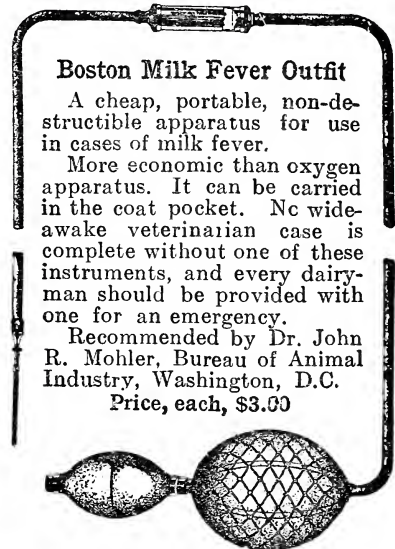 Boston Milk Fever Outfit
A cheap, portable, non-de-
structible apparatus for use
in cases of milk fever.
More economic than oxygen
apparatus. It can be carried
in the coat pocket. Nc wide-
awake veterinarian case is
complete without one of these
instruments, and every dairy-
man should be provided with
one for an emergency.
Recommended by Dr. John
R. Mohler, Bureau of Animal
Industry, Washington, D.C.
Price, each, $3.00